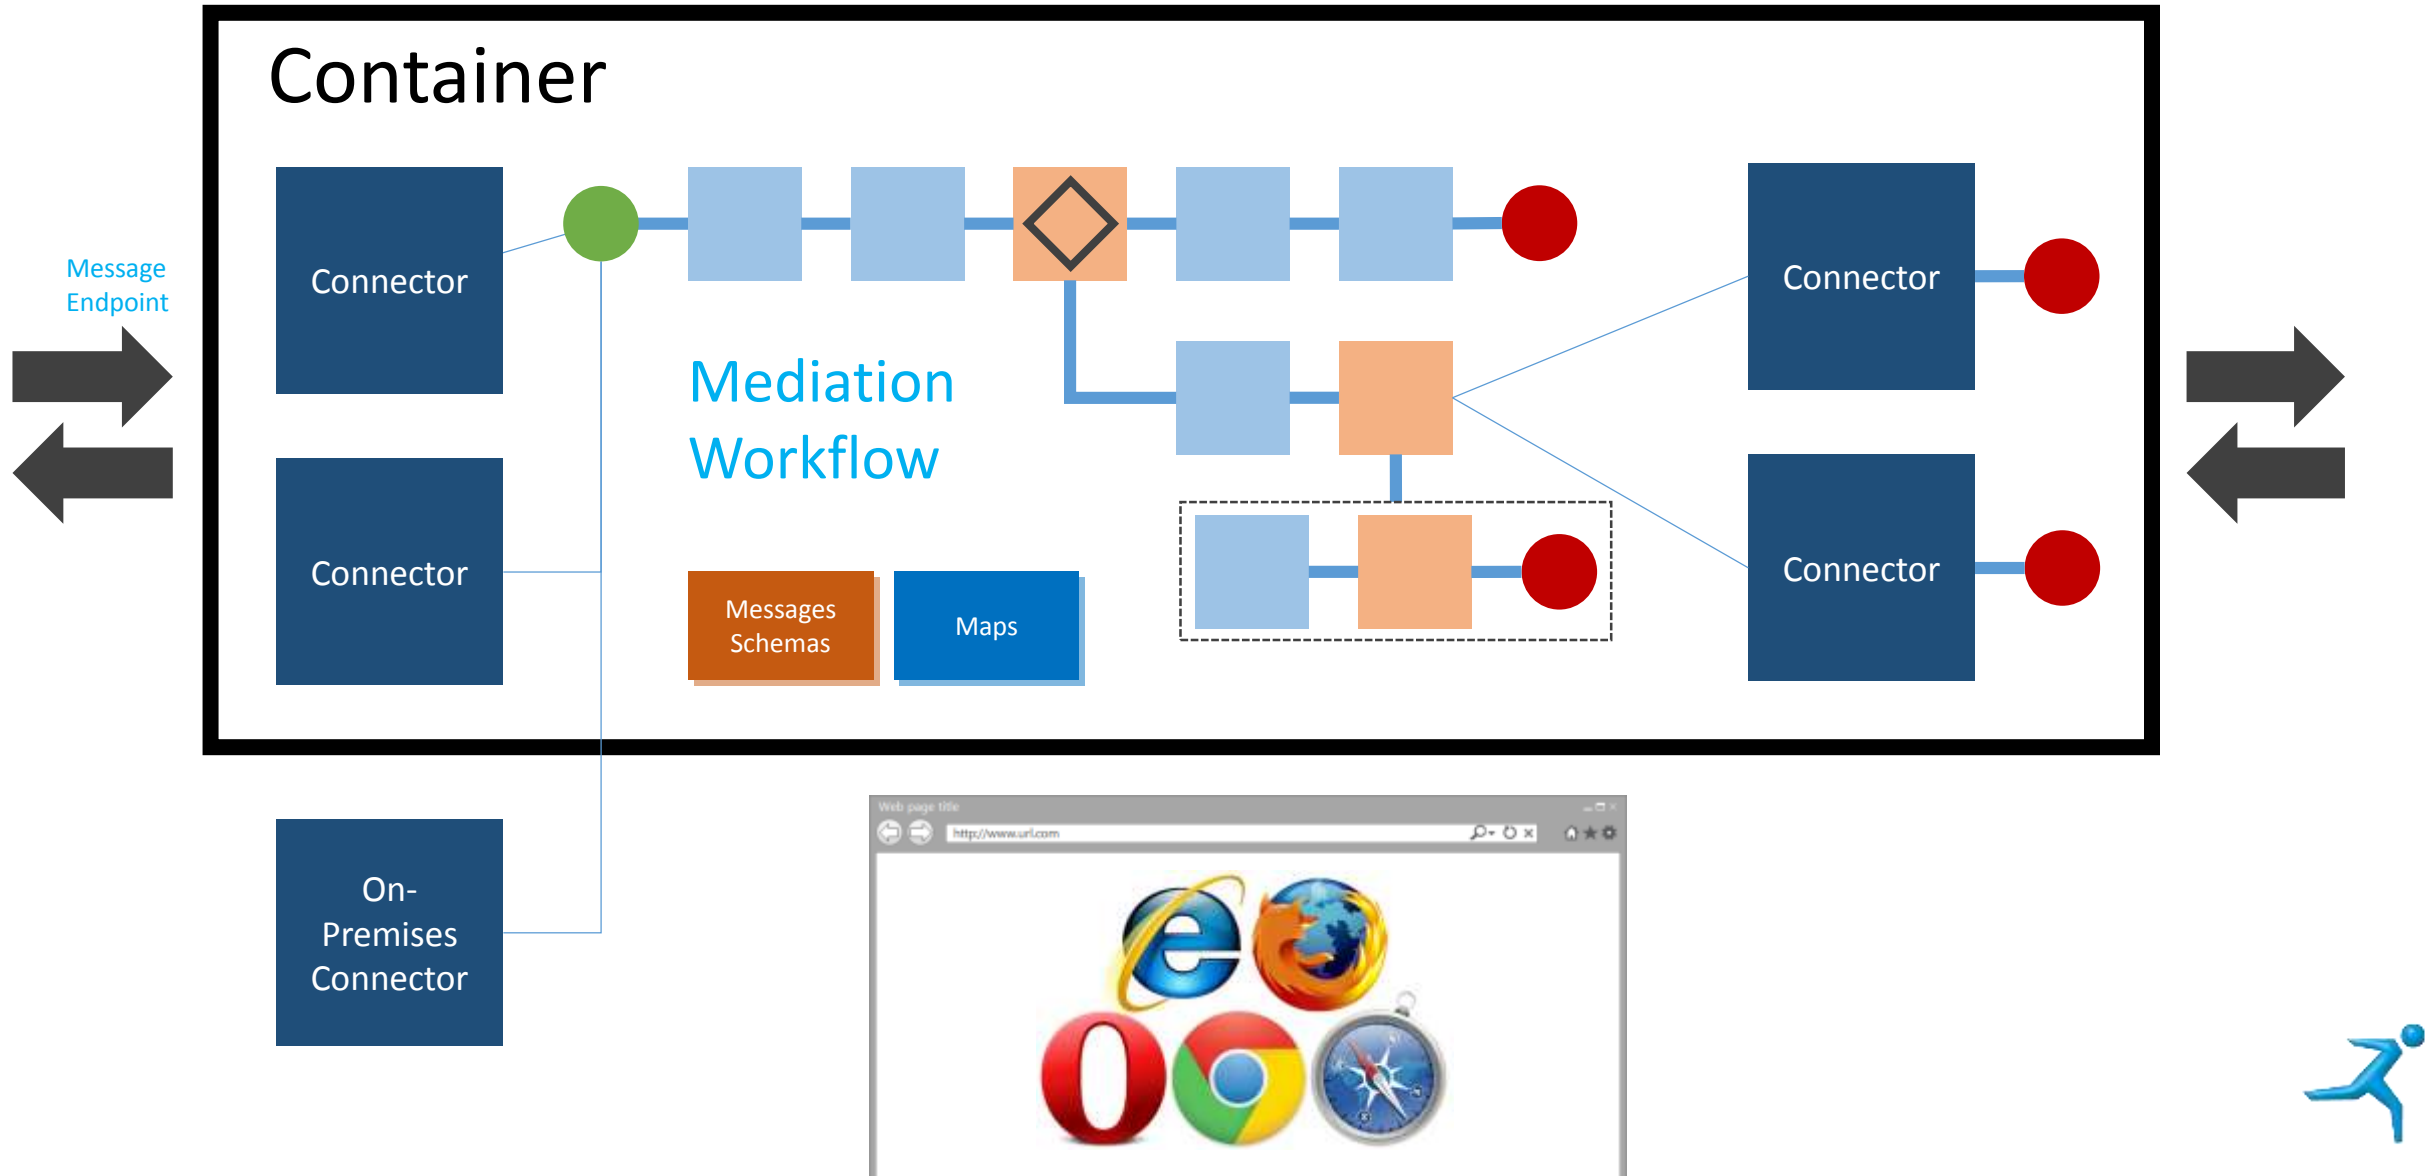 Container
Message
Endpoint
Connector
Connector
Mediation
Workflow
Connector
Messages
Schemas
Maps
Connector
Connector
On-
Premises
Connector
Web page title
http://www.url.com